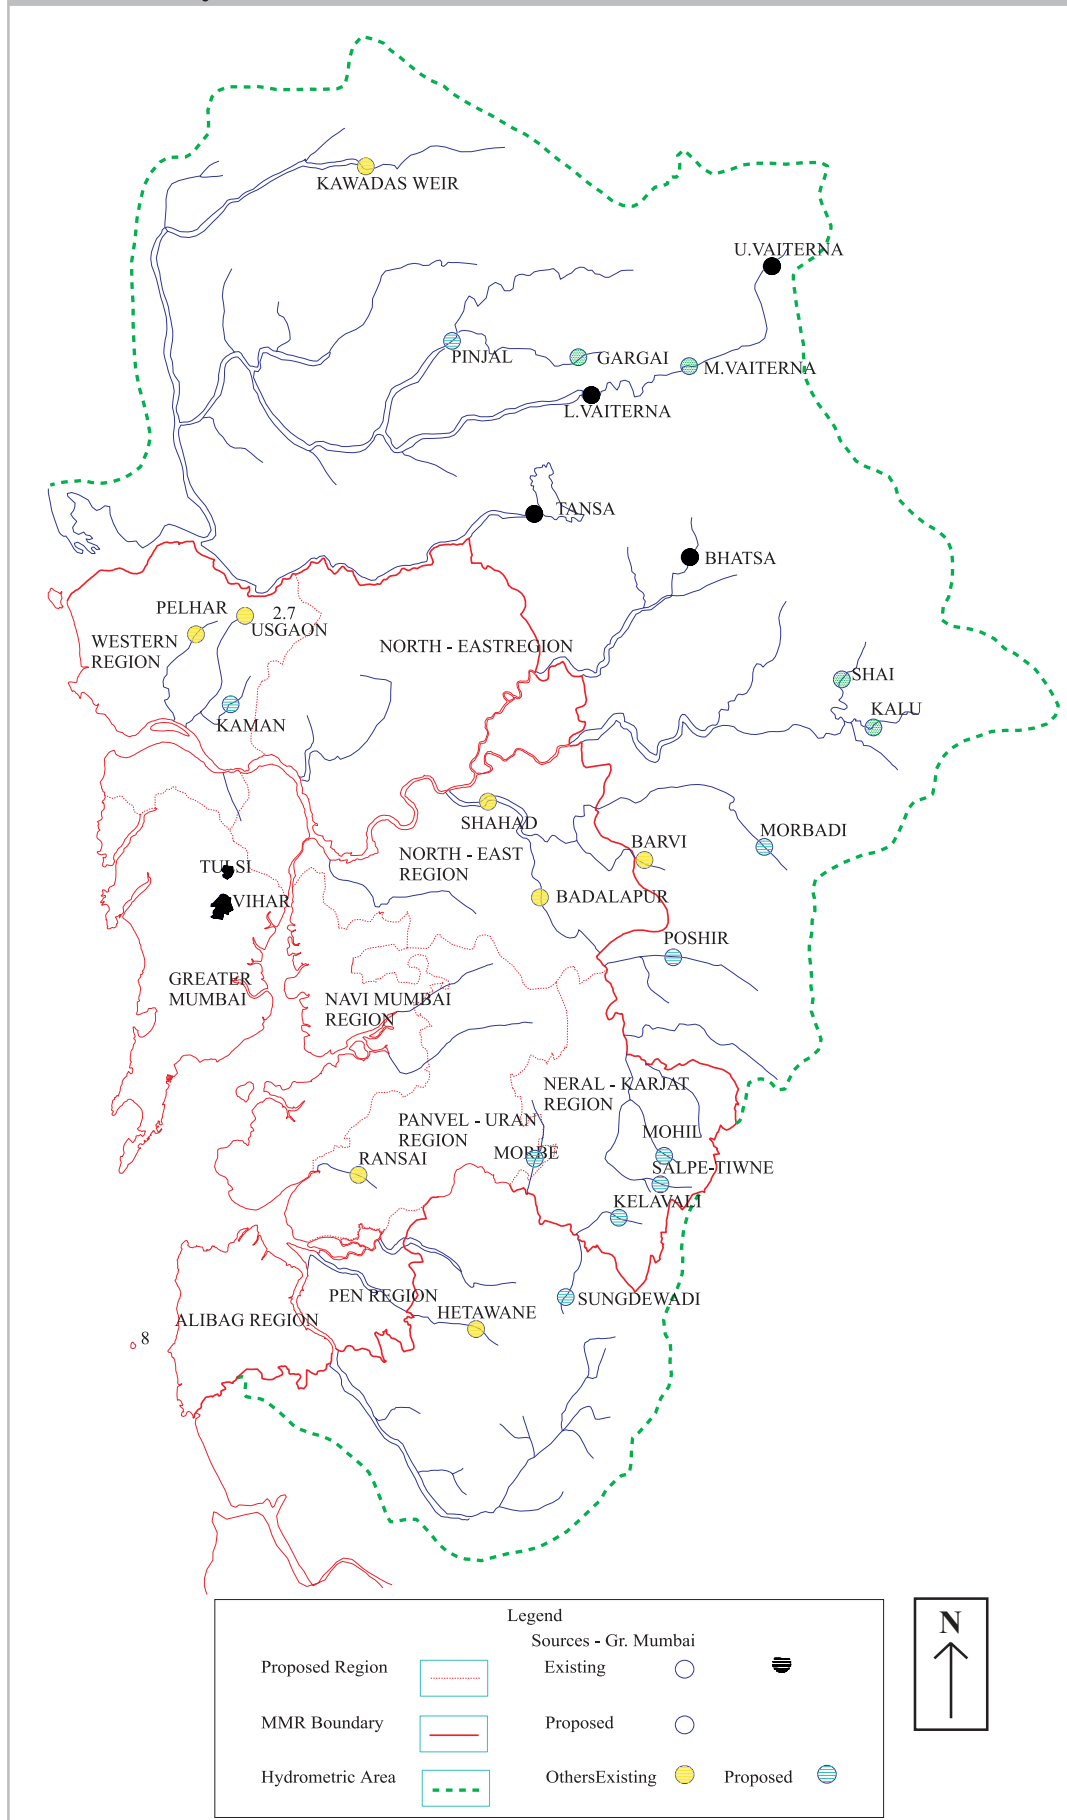 KAWADAS WEIR
U.VAITERNA
PINJAL
GARGAI
M.VAITERNA
L.VAITERNA
TANSA
BHATSA
PELHAR
2.7
USGAON
WESTERN
REGION
NORTH - EASTREGION
SHAI
KALU
KAMAN
SHAHAD
MORBADI
BARVI
NORTH - EAST
REGION
TULSI
VIHAR
BADALAPUR
POSHIR
GREATER
MUMBAI
NAVI MUMBAI
REGION
NERAL - KARJAT
REGION
PANVEL - URAN
REGION
MOHIL
RANSAI
MORBE
SALPE-TIWNE
KELAVALI
PEN REGION
SUNGDEWADI
HETAWANE
ALIBAG REGION
8
Legend
Sources - Gr. Mumbai
Proposed Region
Existing
MMR Boundary
Proposed
Hydrometric Area
OthersExisting
Proposed
N